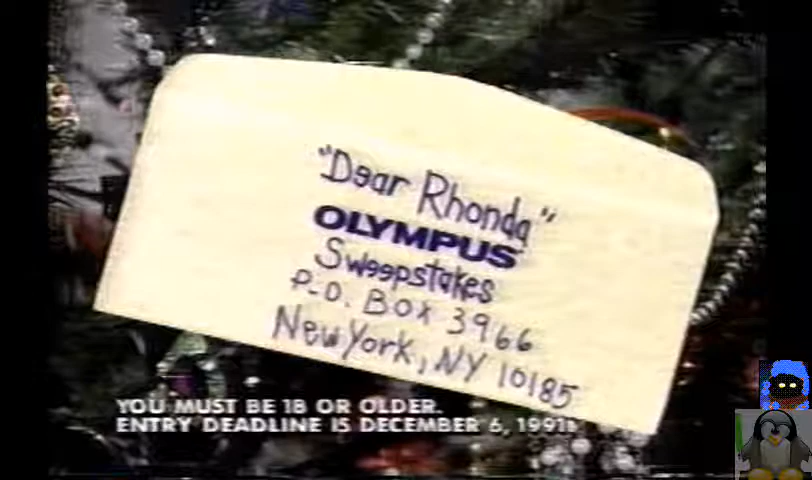 "Dear Rhonda"
OLYMPUS
Sweepstakes
P.O. BOX 3966
New York, NY 10185
YOU MUST BE 18 OR OLDER.
ENTRY DEADLINE IS DECEMBER 6, 1991.